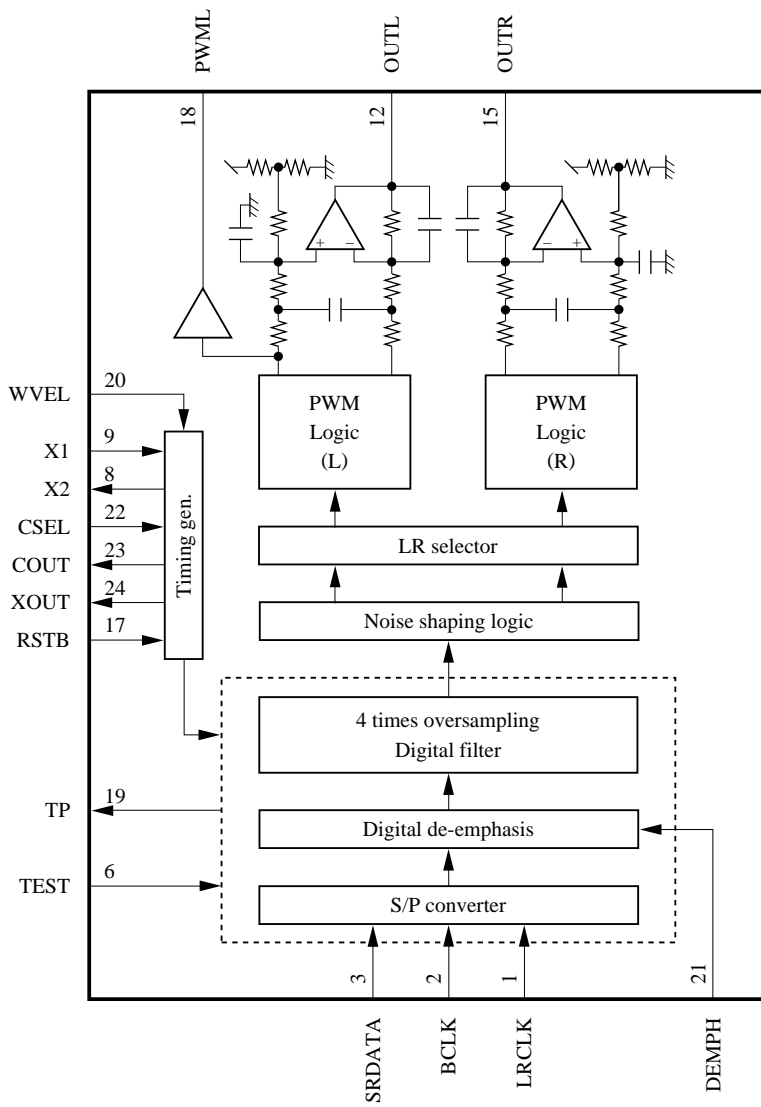 PWML
OUTL
OUTR
18
12
15
+ −
− +
WVEL 20
X1 9
X2 8
CSEL 22
COUT 23
XOUT 24
RSTB 17
Timing gen.
PWM
Logic
(L)
PWM
Logic
(R)
LR selector
Noise shaping logic
4 times oversampling
Digital filter
TP 19
Digital de-emphasis
TEST 6
S/P converter
3
2
1
21
SRDATA
BCLK
LRCLK
DEMPH